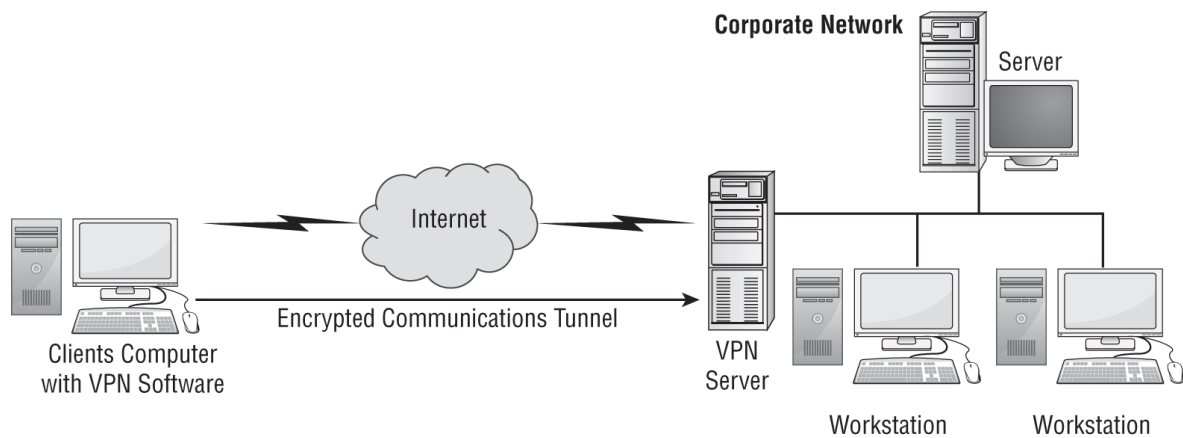 Corporate Network
Server
Internet
Encrypted Communications Tunnel
Clients Computer
with VPN Software
VPN
Server
Workstation
Workstation